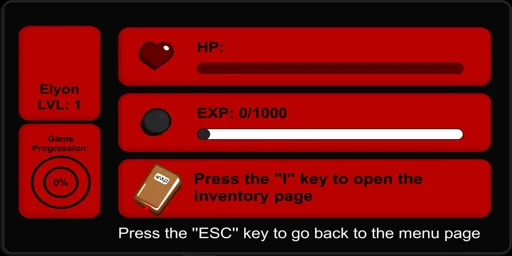 Elyon
LVL: 1
Game
Progression:
0%
HP:
EXP: 0/1000
Press the "I" key to open the
inventory page
Press the "ESC" key to go back to the menu page